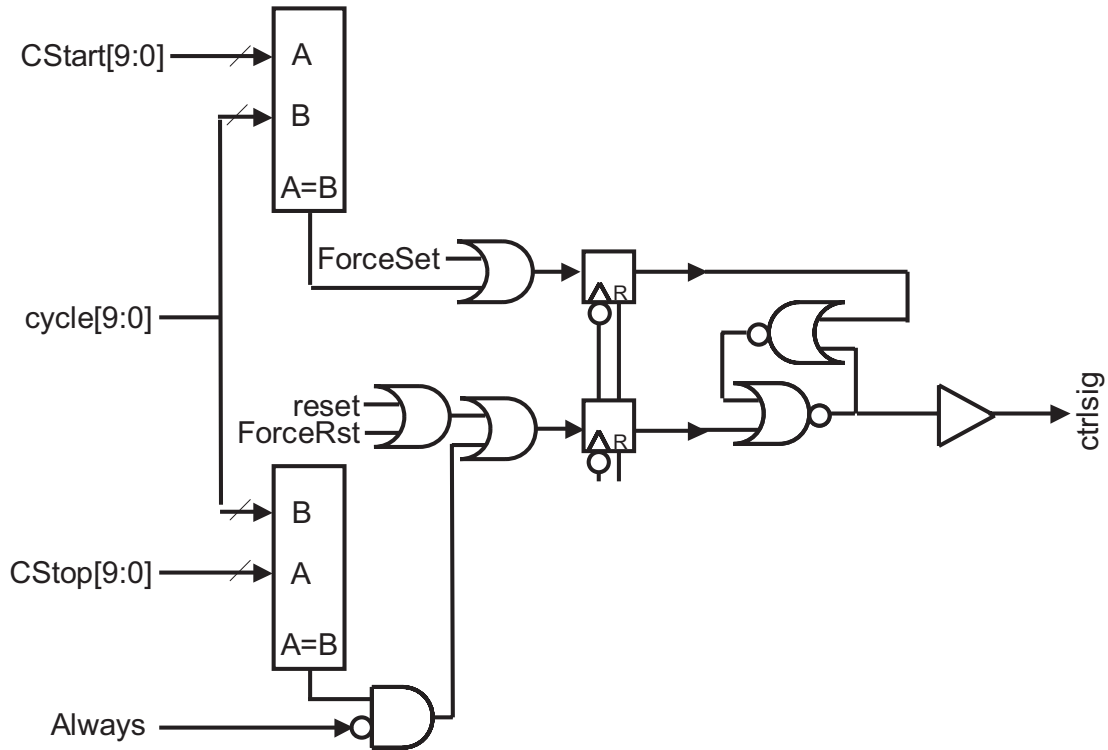 CStart[9:0]
A
B
A=B
ForceSet
R
cycle[9:0]
reset
ForceRst
R
ctrlsig
B
CStop[9:0]
A
A=B
Always